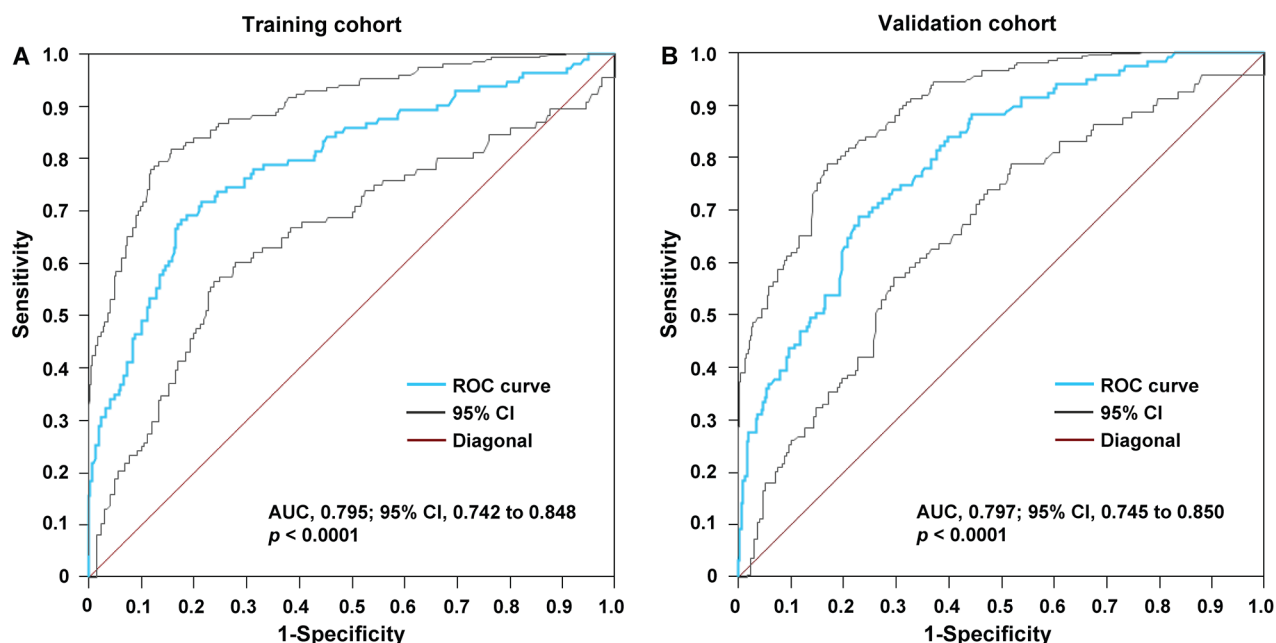 Training cohort
A
1.0
0.9
0.8
0.7
0.6
0.5
0.4
0.3
0.2
0.1
0
Sensitivity
ROC curve
95% CI
Diagonal
AUC, 0.795; 95% CI, 0.742 to 0.848
p < 0.0001
0 0.1 0.2 0.3 0.4 0.5 0.6 0.7 0.8 0.9 1.0
1-Specificity
Validation cohort
B
1.0
0.9
0.8
0.7
0.6
0.5
0.4
0.3
0.2
0.1
0
Sensitivity
ROC curve
95% CI
Diagonal
AUC, 0.797; 95% CI, 0.745 to 0.850
p < 0.0001
0 0.1 0.2 0.3 0.4 0.5 0.6 0.7 0.8 0.9 1.0
1-Specificity